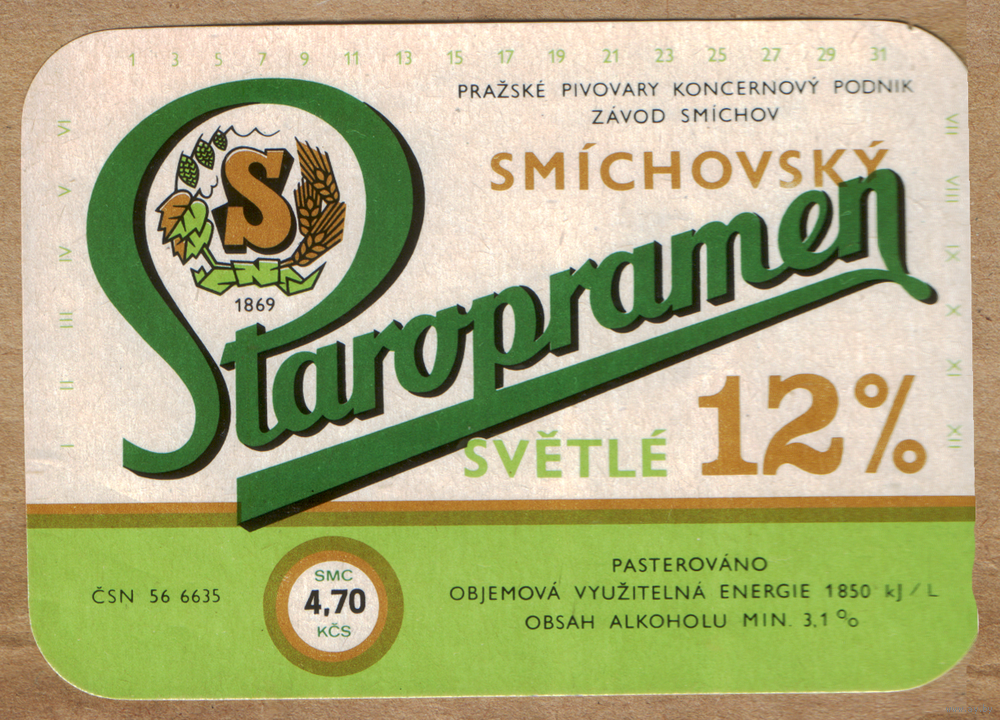 1 3 5 7 9 11 13 15 17 19 21 23 25 27 29 31
PRAŽSKÉ PIVOVARY KONCERNOVÝ PODNIK
ZÁVOD SMÍCHOV
SMÍCHOVSKÝ
S
1869
Staropramen
SVĚTLÉ 12%
I II III IV V VI
VII VIII IX X XI XII
ČSN 56 6635
SMC
4,70
KČS
PASTEROVÁNO
OBJEMOVÁ VYUŽITELNÁ ENERGIE 1850 kJ/L
OBSAH ALKOHOLU MIN. 3,1 %